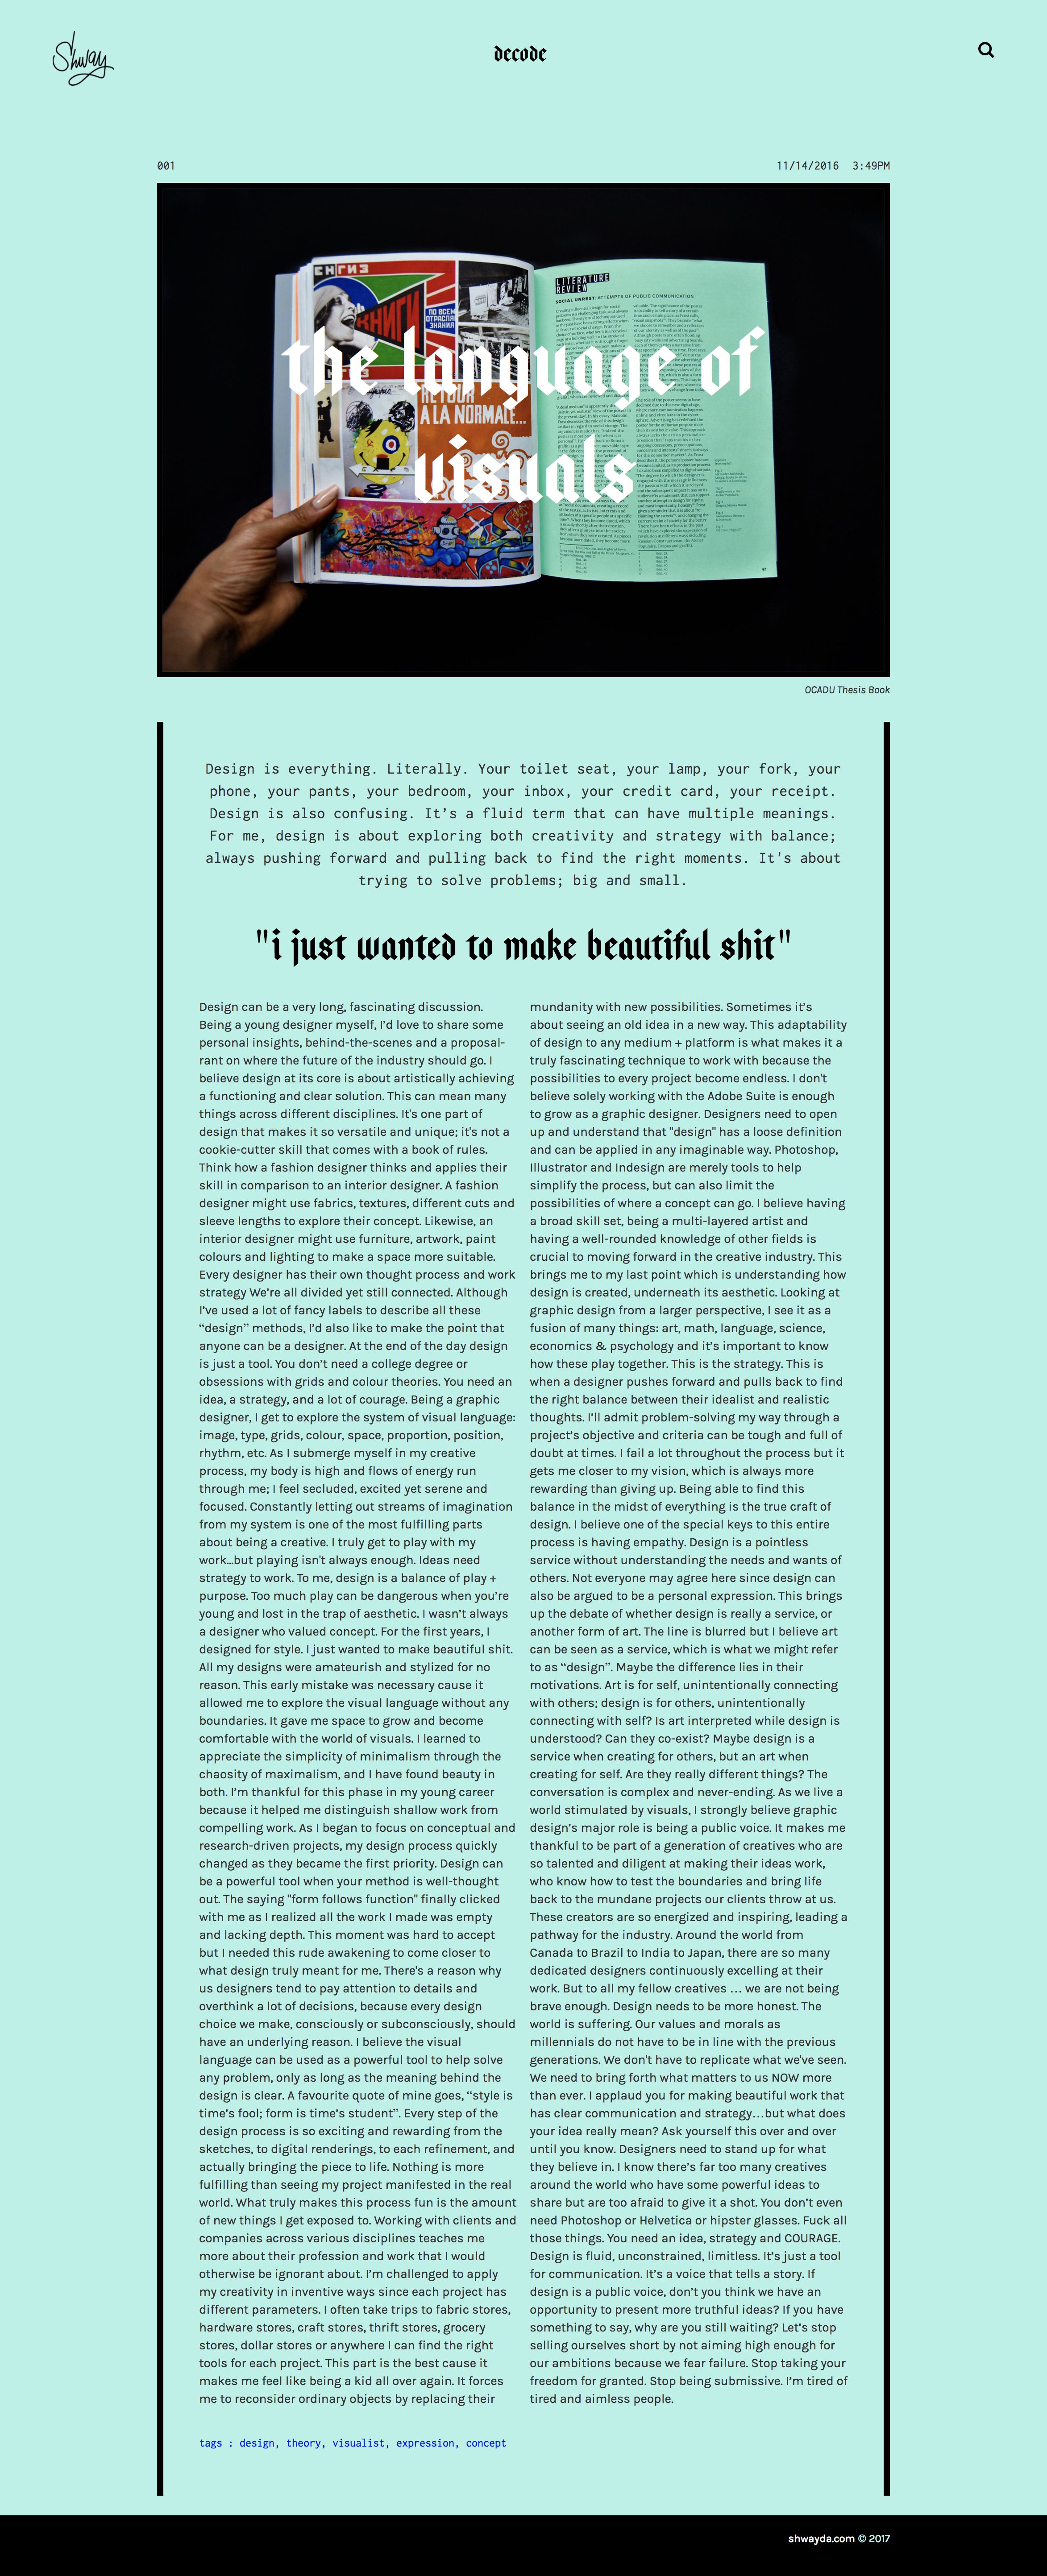 Shway
decode
001
11/14/2016 3:49PM
ЕНГИЗ
КНИГИ
ПО ВСЕМ
ОТРАСЛЯМ
ЗНАНИЯ
RETOUR
A LA NORMALE...
LITERATURE
REVIEW
SOCIAL UNREST. ATTEMPTS OF PUBLIC COMMUNICATION
the language of
visuals
OCADU Thesis Book
Design is everything. Literally. Your toilet seat, your lamp, your fork, your
phone, your pants, your bedroom, your inbox, your credit card, your receipt.
Design is also confusing. It’s a fluid term that can have multiple meanings.
For me, design is about exploring both creativity and strategy with balance;
always pushing forward and pulling back to find the right moments. It's about
trying to solve problems; big and small.
"i just wanted to make beautiful shit"
Design can be a very long, fascinating discussion.
Being a young designer myself, I’d love to share some
personal insights, behind-the-scenes and a proposal-
rant on where the future of the industry should go. I
believe design at its core is about artistically achieving
a functioning and clear solution. This can mean many
things across different disciplines. It's one part of
design that makes it so versatile and unique; it's not a
cookie-cutter skill that comes with a book of rules.
Think how a fashion designer thinks and applies their
skill in comparison to an interior designer. A fashion
designer might use fabrics, textures, different cuts and
sleeve lengths to explore their concept. Likewise, an
interior designer might use furniture, artwork, paint
colours and lighting to make a space more suitable.
Every designer has their own thought process and work
strategy We’re all divided yet still connected. Although
I’ve used a lot of fancy labels to describe all these
“design” methods, I’d also like to make the point that
anyone can be a designer. At the end of the day design
is just a tool. You don’t need a college degree or
obsessions with grids and colour theories. You need an
idea, a strategy, and a lot of courage. Being a graphic
designer, I get to explore the system of visual language:
image, type, grids, colour, space, proportion, position,
rhythm, etc. As I submerge myself in my creative
process, my body is high and flows of energy run
through me; I feel secluded, excited yet serene and
focused. Constantly letting out streams of imagination
from my system is one of the most fulfilling parts
about being a creative. I truly get to play with my
work...but playing isn't always enough. Ideas need
strategy to work. To me, design is a balance of play +
purpose. Too much play can be dangerous when you’re
young and lost in the trap of aesthetic. I wasn’t always
a designer who valued concept. For the first years, I
designed for style. I just wanted to make beautiful shit.
All my designs were amateurish and stylized for no
reason. This early mistake was necessary cause it
allowed me to explore the visual language without any
boundaries. It gave me space to grow and become
comfortable with the world of visuals. I learned to
appreciate the simplicity of minimalism through the
chaosity of maximalism, and I have found beauty in
both. I’m thankful for this phase in my young career
because it helped me distinguish shallow work from
compelling work. As I began to focus on conceptual and
research-driven projects, my design process quickly
changed as they became the first priority. Design can
be a powerful tool when your method is well-thought
out. The saying "form follows function" finally clicked
with me as I realized all the work I made was empty
and lacking depth. This moment was hard to accept
but I needed this rude awakening to come closer to
what design truly meant for me. There's a reason why
us designers tend to pay attention to details and
overthink a lot of decisions, because every design
choice we make, consciously or subconsciously, should
have an underlying reason. I believe the visual
language can be used as a powerful tool to help solve
any problem, only as long as the meaning behind the
design is clear. A favourite quote of mine goes, “style is
time’s fool; form is time’s student”. Every step of the
design process is so exciting and rewarding from the
sketches, to digital renderings, to each refinement, and
actually bringing the piece to life. Nothing is more
fulfilling than seeing my project manifested in the real
world. What truly makes this process fun is the amount
of new things I get exposed to. Working with clients and
companies across various disciplines teaches me
more about their profession and work that I would
otherwise be ignorant about. I’m challenged to apply
my creativity in inventive ways since each project has
different parameters. I often take trips to fabric stores,
hardware stores, craft stores, thrift stores, grocery
stores, dollar stores or anywhere I can find the right
tools for each project. This part is the best cause it
makes me feel like being a kid all over again. It forces
me to reconsider ordinary objects by replacing their
mundanity with new possibilities. Sometimes it’s
about seeing an old idea in a new way. This adaptability
of design to any medium + platform is what makes it a
truly fascinating technique to work with because the
possibilities to every project become endless. I don't
believe solely working with the Adobe Suite is enough
to grow as a graphic designer. Designers need to open
up and understand that "design" has a loose definition
and can be applied in any imaginable way. Photoshop,
Illustrator and Indesign are merely tools to help
simplify the process, but can also limit the
possibilities of where a concept can go. I believe having
a broad skill set, being a multi-layered artist and
having a well-rounded knowledge of other fields is
crucial to moving forward in the creative industry. This
brings me to my last point which is understanding how
design is created, underneath its aesthetic. Looking at
graphic design from a larger perspective, I see it as a
fusion of many things: art, math, language, science,
economics & psychology and it’s important to know
how these play together. This is the strategy. This is
when a designer pushes forward and pulls back to find
the right balance between their idealist and realistic
thoughts. I’ll admit problem-solving my way through a
project’s objective and criteria can be tough and full of
doubt at times. I fail a lot throughout the process but it
gets me closer to my vision, which is always more
rewarding than giving up. Being able to find this
balance in the midst of everything is the true craft of
design. I believe one of the special keys to this entire
process is having empathy. Design is a pointless
service without understanding the needs and wants of
others. Not everyone may agree here since design can
also be argued to be a personal expression. This brings
up the debate of whether design is really a service, or
another form of art. The line is blurred but I believe art
can be seen as a service, which is what we might refer
to as “design”. Maybe the difference lies in their
motivations. Art is for self, unintentionally connecting
with others; design is for others, unintentionally
connecting with self? Is art interpreted while design is
understood? Can they co-exist? Maybe design is a
service when creating for others, but an art when
creating for self. Are they really different things? The
conversation is complex and never-ending. As we live a
world stimulated by visuals, I strongly believe graphic
design’s major role is being a public voice. It makes me
thankful to be part of a generation of creatives who are
so talented and diligent at making their ideas work,
who know how to test the boundaries and bring life
back to the mundane projects our clients throw at us.
These creators are so energized and inspiring, leading a
pathway for the industry. Around the world from
Canada to Brazil to India to Japan, there are so many
dedicated designers continuously excelling at their
work. But to all my fellow creatives … we are not being
brave enough. Design needs to be more honest. The
world is suffering. Our values and morals as
millennials do not have to be in line with the previous
generations. We don't have to replicate what we've seen.
We need to bring forth what matters to us NOW more
than ever. I applaud you for making beautiful work that
has clear communication and strategy…but what does
your idea really mean? Ask yourself this over and over
until you know. Designers need to stand up for what
they believe in. I know there’s far too many creatives
around the world who have some powerful ideas to
share but are too afraid to give it a shot. You don’t even
need Photoshop or Helvetica or hipster glasses. Fuck all
those things. You need an idea, strategy and COURAGE.
Design is fluid, unconstrained, limitless. It’s just a tool
for communication. It’s a voice that tells a story. If
design is a public voice, don’t you think we have an
opportunity to present more truthful ideas? If you have
something to say, why are you still waiting? Let’s stop
selling ourselves short by not aiming high enough for
our ambitions because we fear failure. Stop taking your
freedom for granted. Stop being submissive. I’m tired of
tired and aimless people.
tags : design, theory, visualist, expression, concept
shwayda.com © 2017